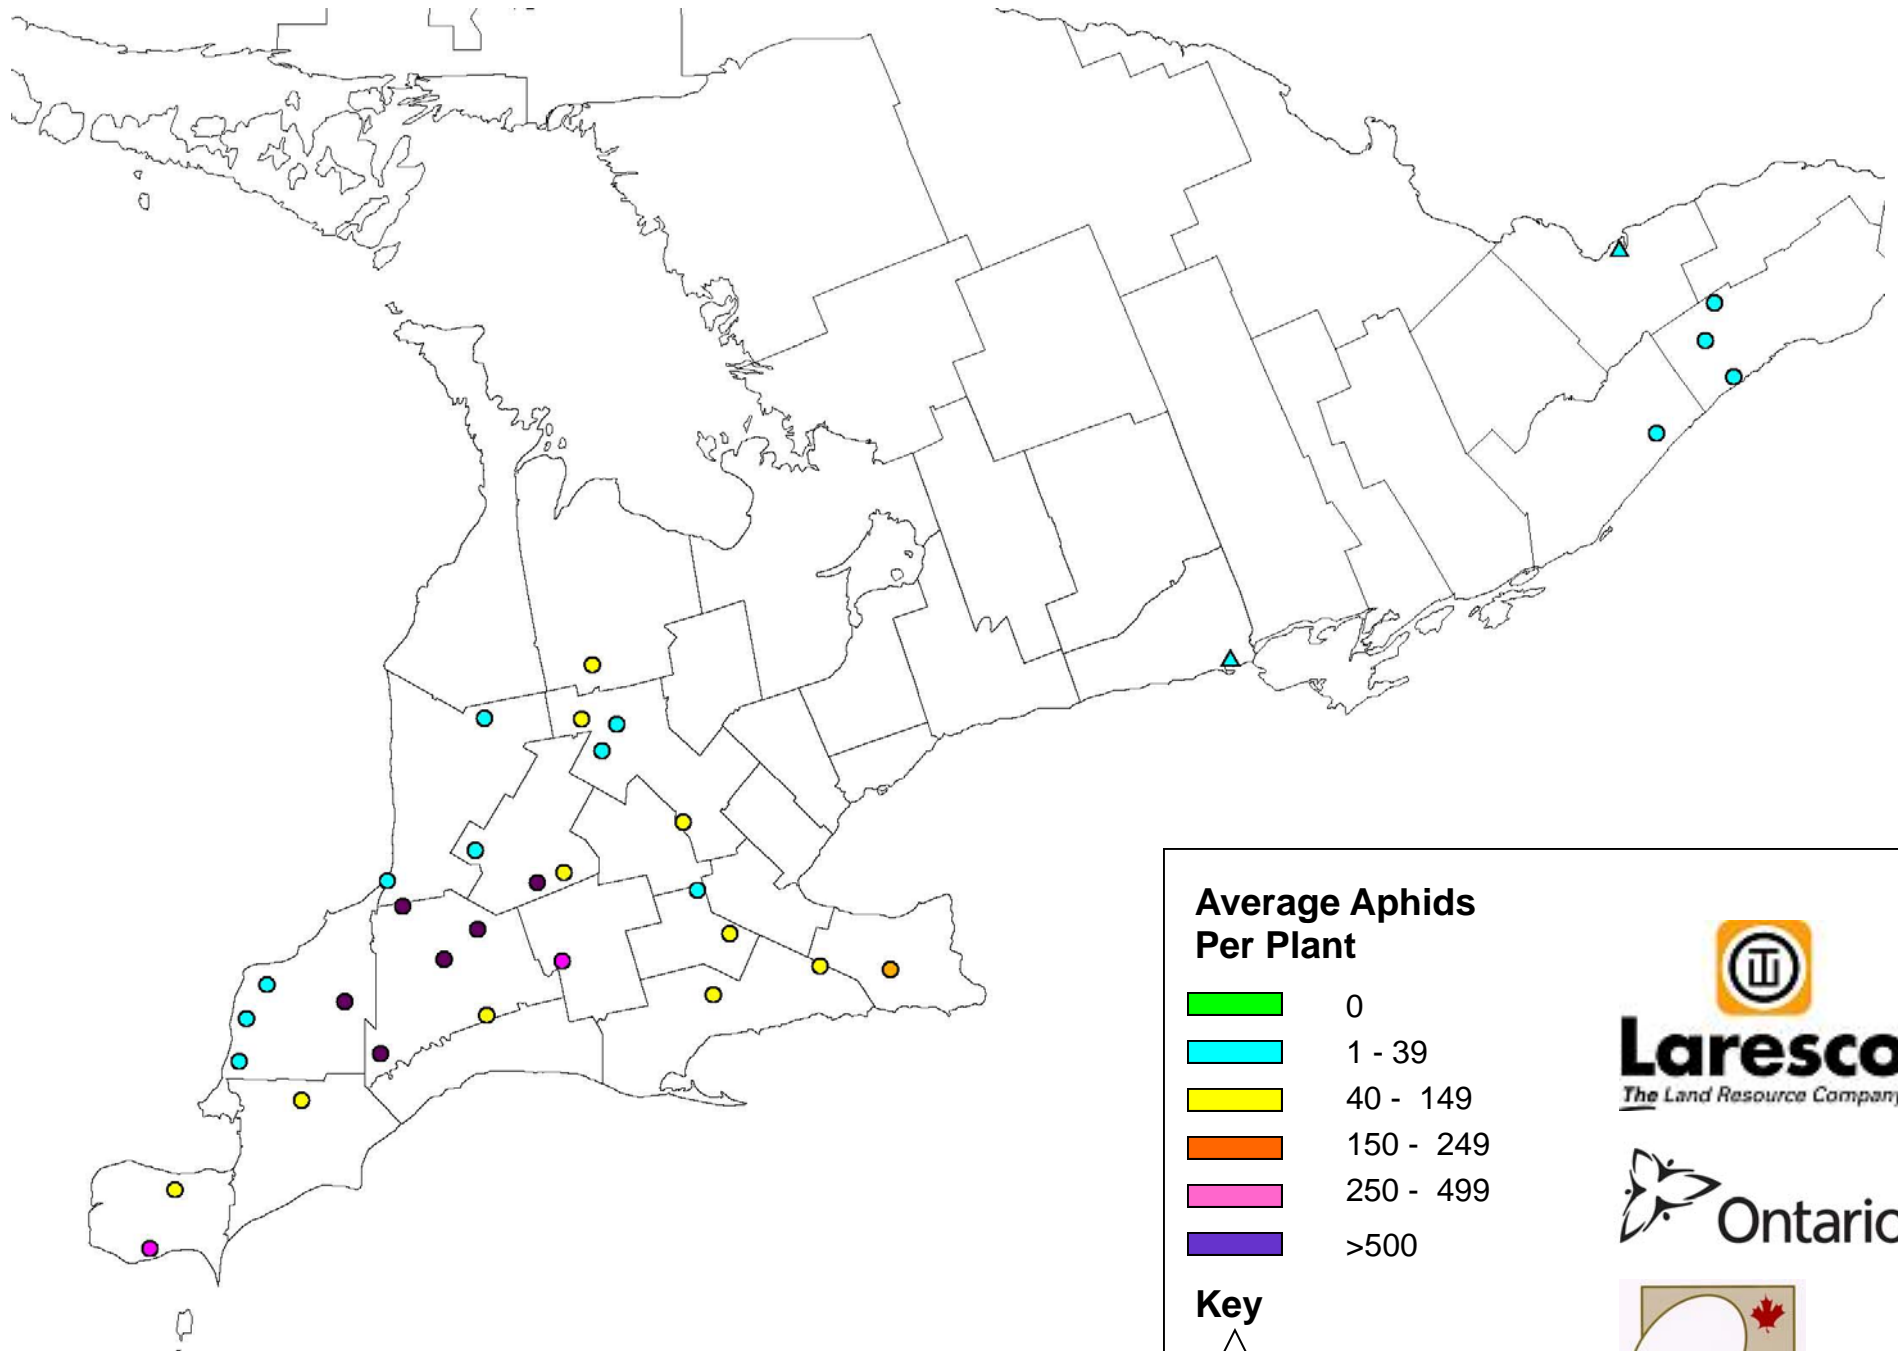 Average Aphids
Per Plant
0
1 - 39
40 - 149
150 - 249
250 - 499
>500
Key
Laresco
The Land Resource Company
Ontario